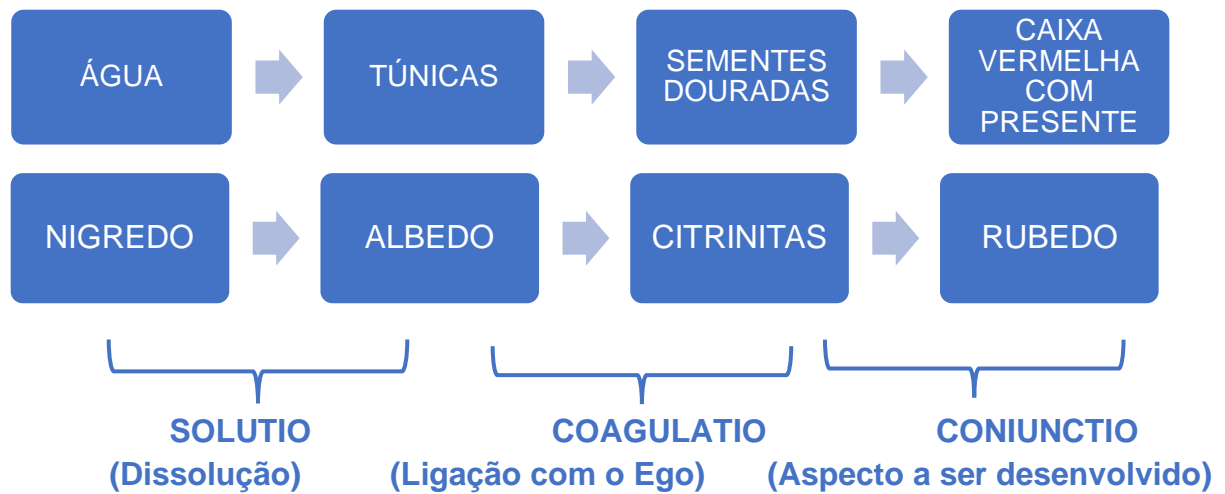 ÁGUA
TÚNICAS
SEMENTES
DOURADAS
CAIXA
VERMELHA
COM
PRESENTE
NIGREDO
ALBEDO
CITRINITAS
RUBEDO
SOLUTIO
(Dissolução)
COAGULATIO
(Ligação com o Ego)
CONIUNCTIO
(Aspecto a ser desenvolvido)